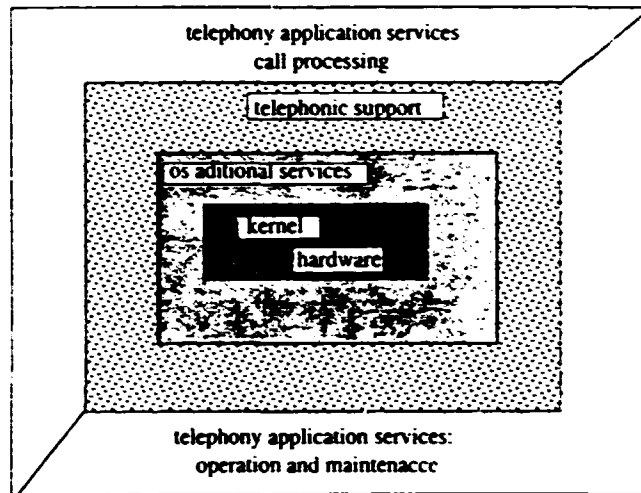 telephony application services
call processing
telephonic support
os aditional services
kernel
hardware
telephony application services:
operation and maintenacce